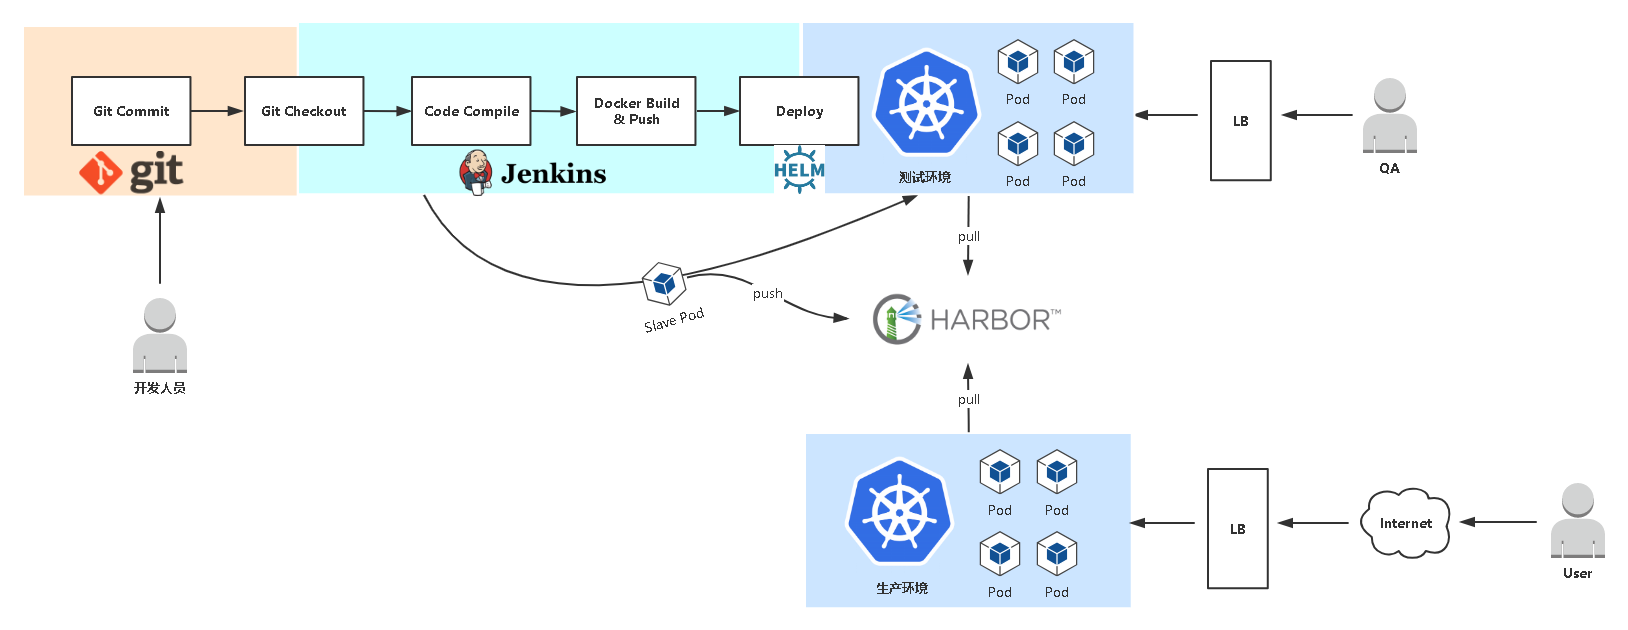 Git Commit
Git Checkout
Code Compile
Docker Build
& Push
Deploy
git
Jenkins
HELM
测试环境
Pod
Pod
Pod
Pod
LB
QA
开发人员
Slave Pod
push
pull
HARBOR™
pull
生产环境
Pod
Pod
Pod
Pod
LB
Internet
User